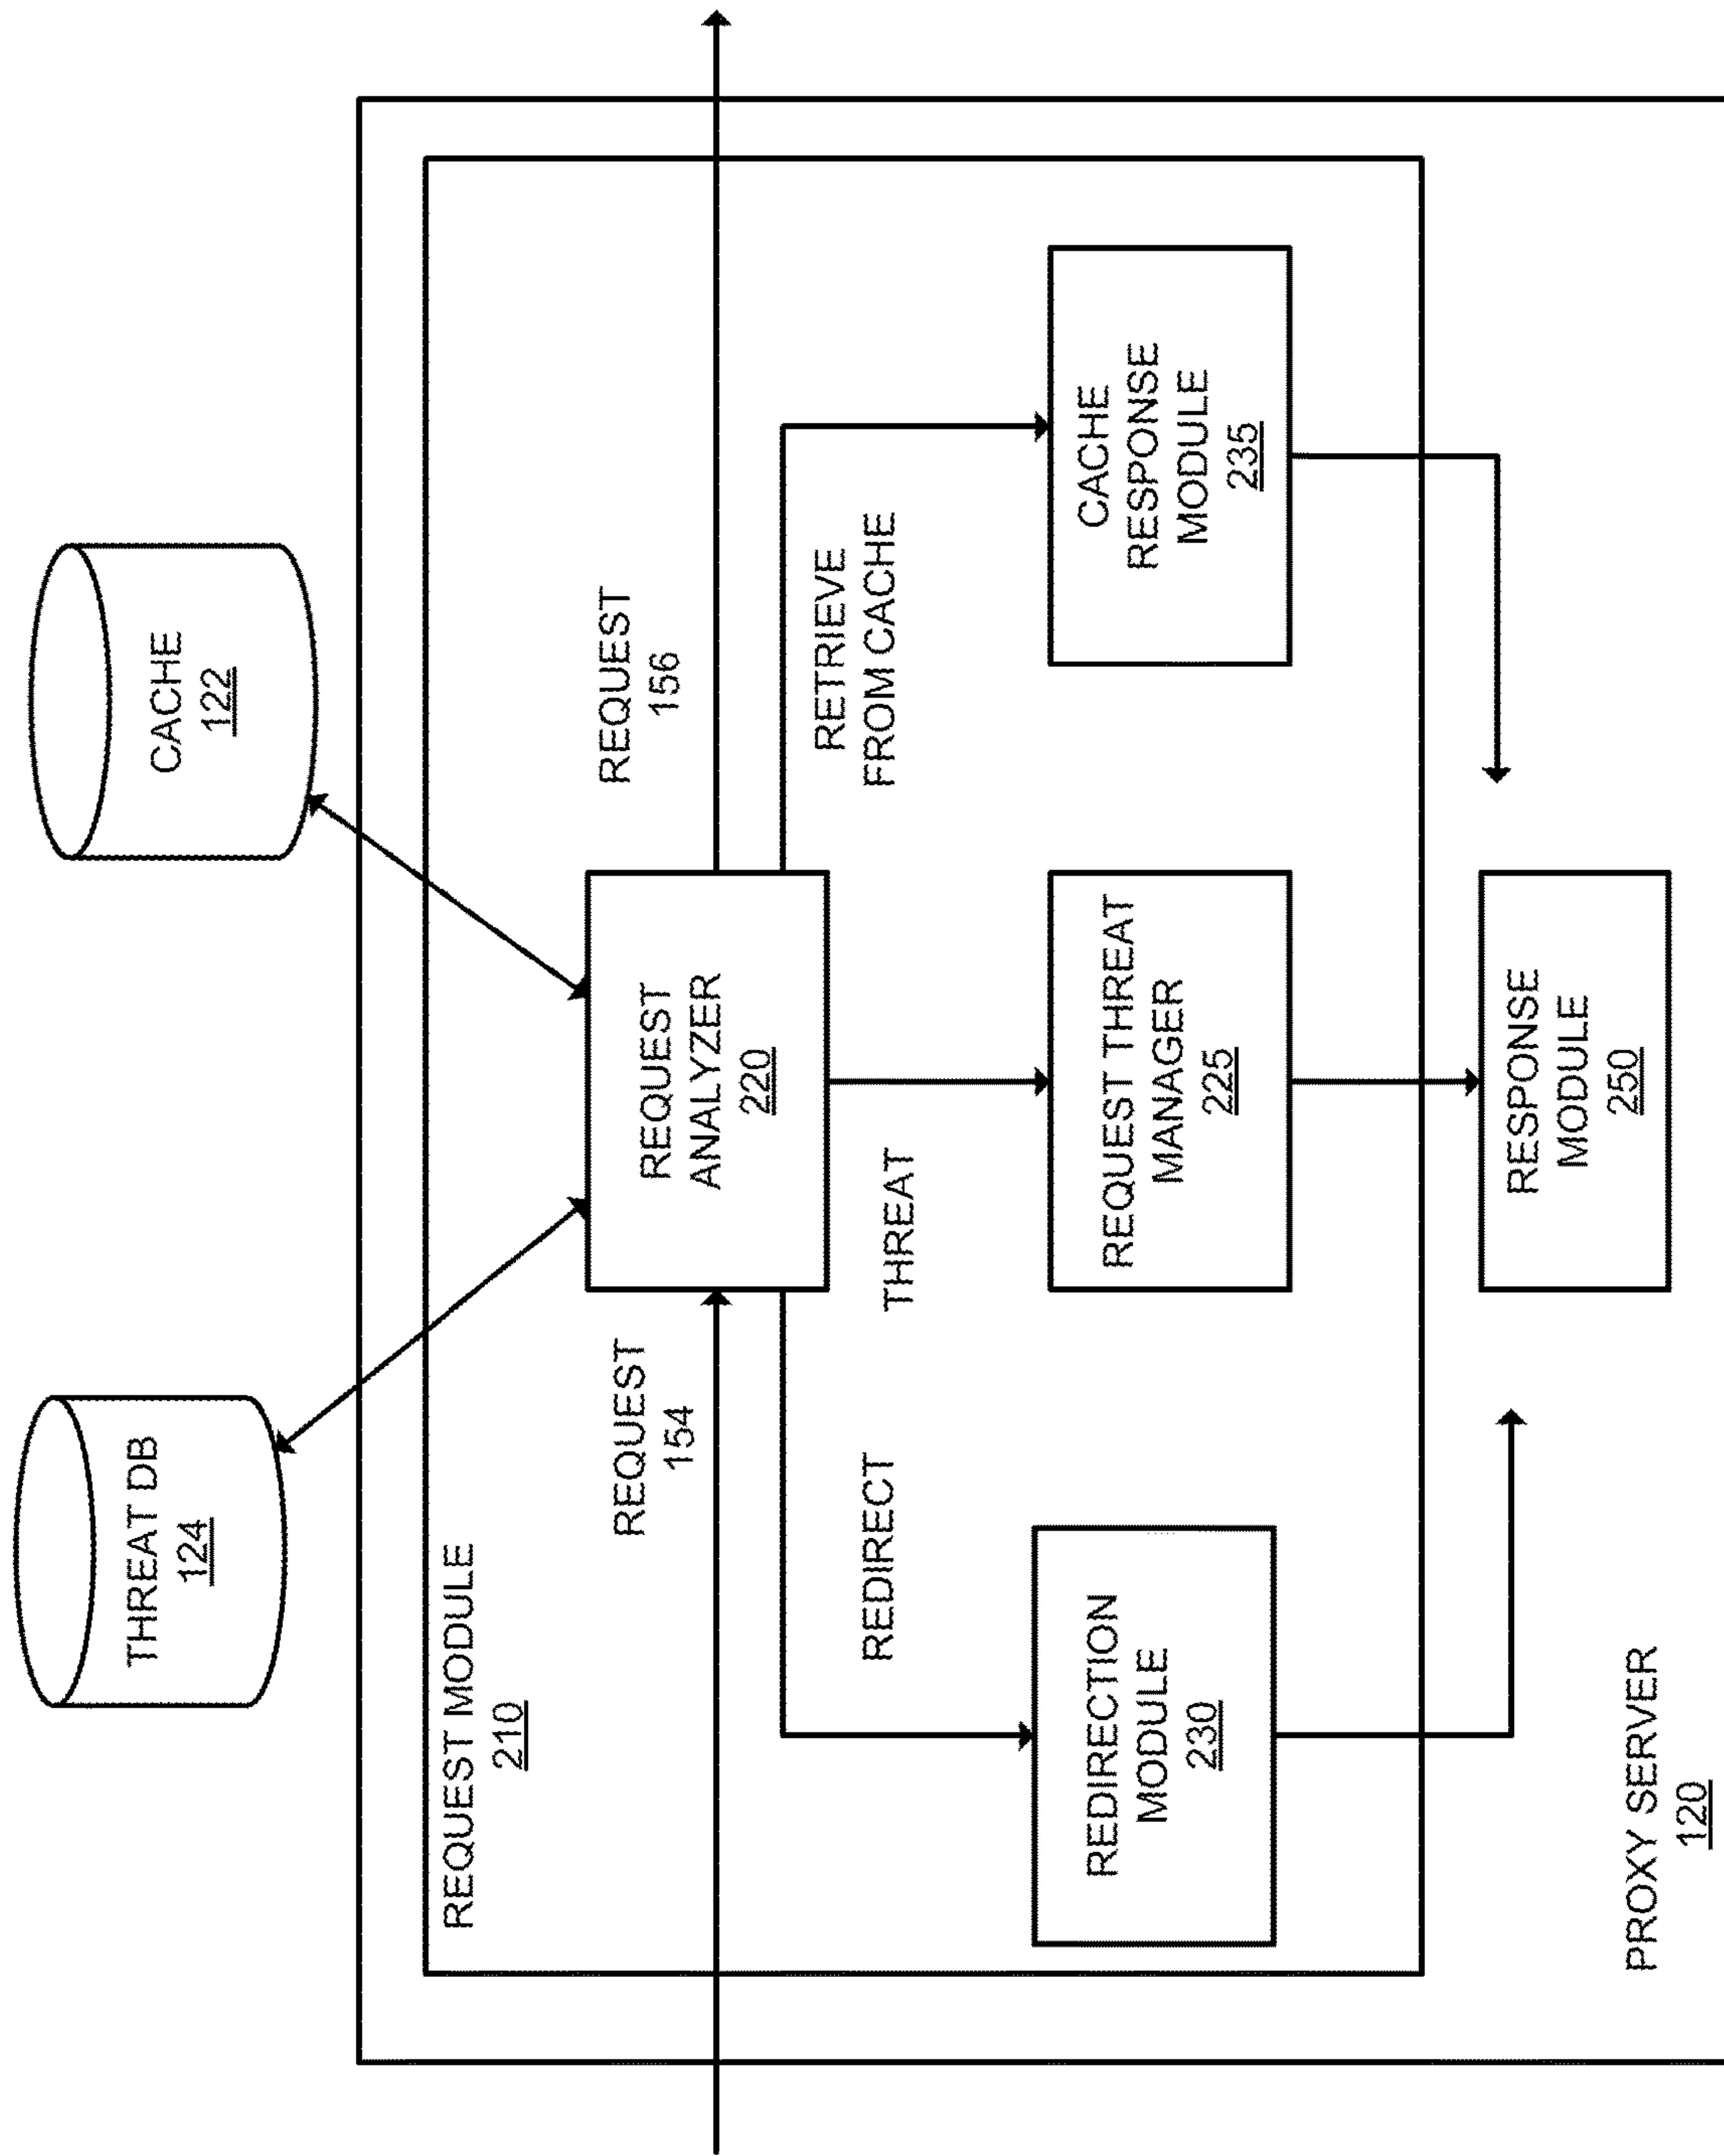 THREAT DB
124
CACHE
122
REQUEST MODULE
210
REQUEST
154
REQUEST
ANALYZER
220
REQUEST
156
REDIRECT
THREAT
RETRIEVE
FROM CACHE
REDIRECTION
MODULE
230
REQUEST THREAT
MANAGER
225
CACHE
RESPONSE
MODULE
235
RESPONSE
MODULE
250
PROXY SERVER
120